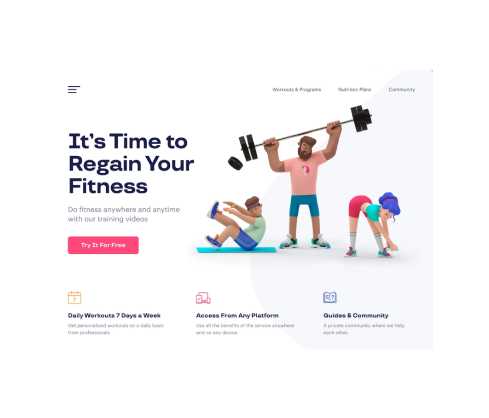 Workouts & Programs
Nutrition Plans
Community
It's Time to
Regain Your
Fitness
Do fitness anywhere and anytime
with our training videos
Try It For Free
7
Daily Workouts 7 Days a Week
Get personalized workouts on a daily basis
from professionals.
Access From Any Platform
Use all the benefits of the service anywhere
and on any device.
?
Guides & Community
A private community where we help
each other.